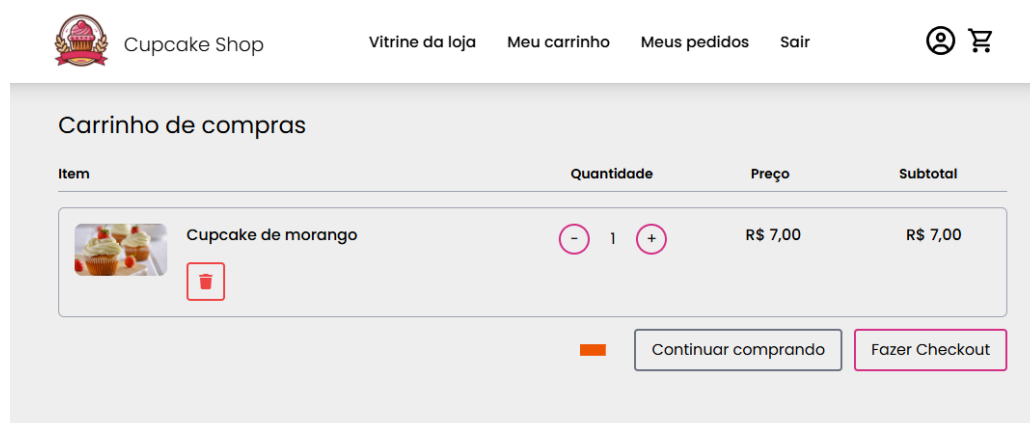 Cupcake Shop
Vitrine da loja
Meu carrinho
Meus pedidos
Sair
Carrinho de compras
Item
Quantidade
Preço
Subtotal
Cupcake de morango
- 1 +
R$ 7,00
R$ 7,00
Continuar comprando
Fazer Checkout